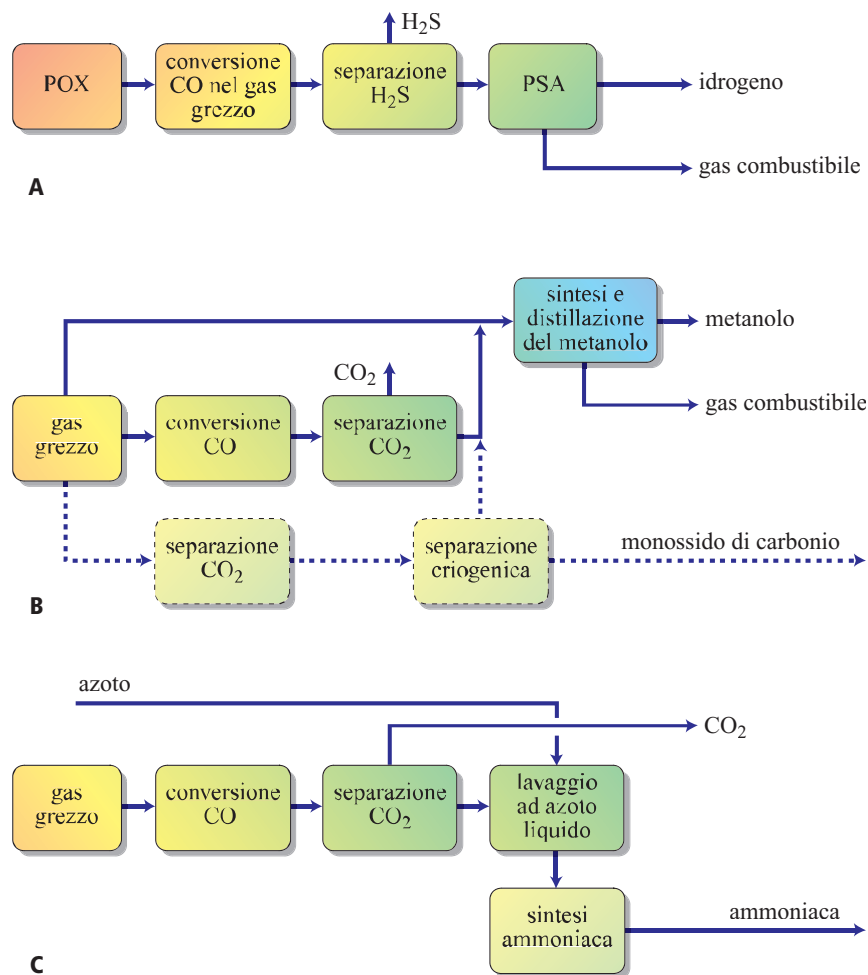 H₂S
POX
conversione
CO nel gas
grezzo
separazione
H₂S
PSA
idrogeno
gas combustibile
A
sintesi e
distillazione
del metanolo
metanolo
CO₂
gas combustibile
gas
grezzo
conversione
CO
separazione
CO₂
separazione
CO₂
separazione
criogenica
monossido di carbonio
B
azoto
CO₂
gas
grezzo
conversione
CO
separazione
CO₂
lavaggio
ad azoto
liquido
sintesi
ammoniaca
ammoniaca
C